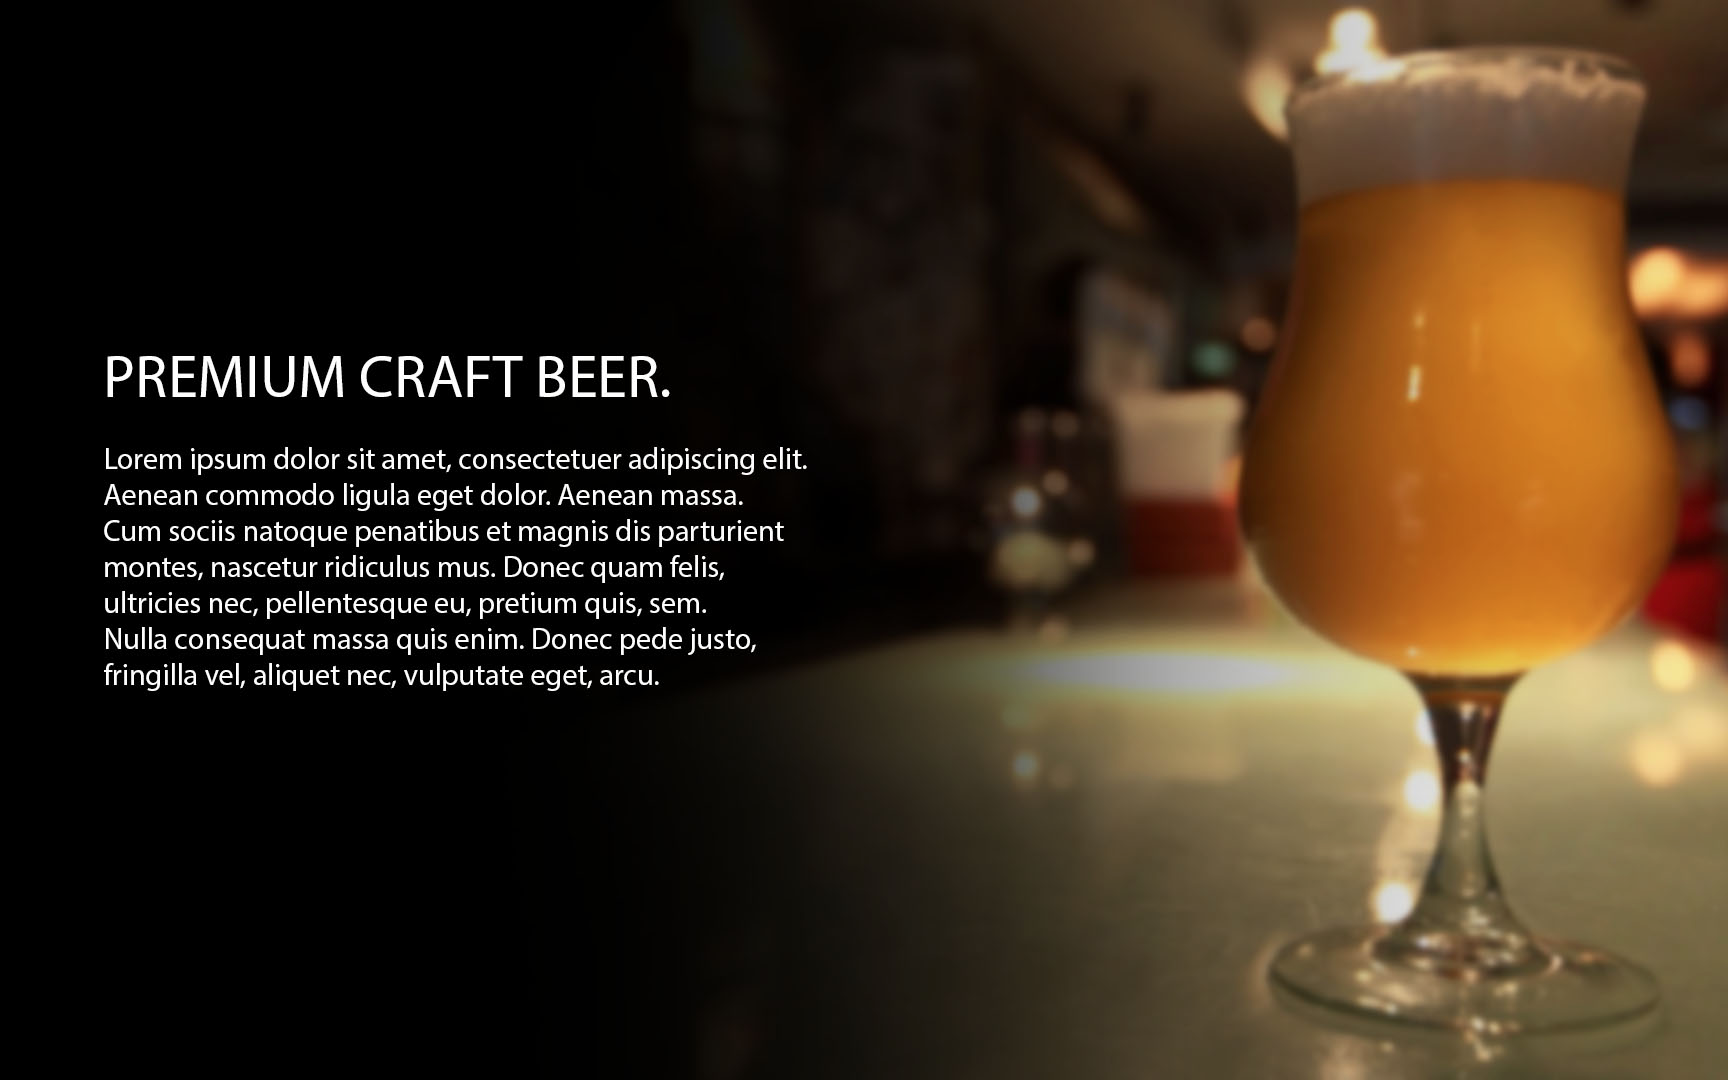 PREMIUM CRAFT BEER.
Lorem ipsum dolor sit amet, consectetuer adipiscing elit.
Aenean commodo ligula eget dolor. Aenean massa.
Cum sociis natoque penatibus et magnis dis parturient
montes, nascetur ridiculus mus. Donec quam felis,
ultricies nec, pellentesque eu, pretium quis, sem.
Nulla consequat massa quis enim. Donec pede justo,
fringilla vel, aliquet nec, vulputate eget, arcu.